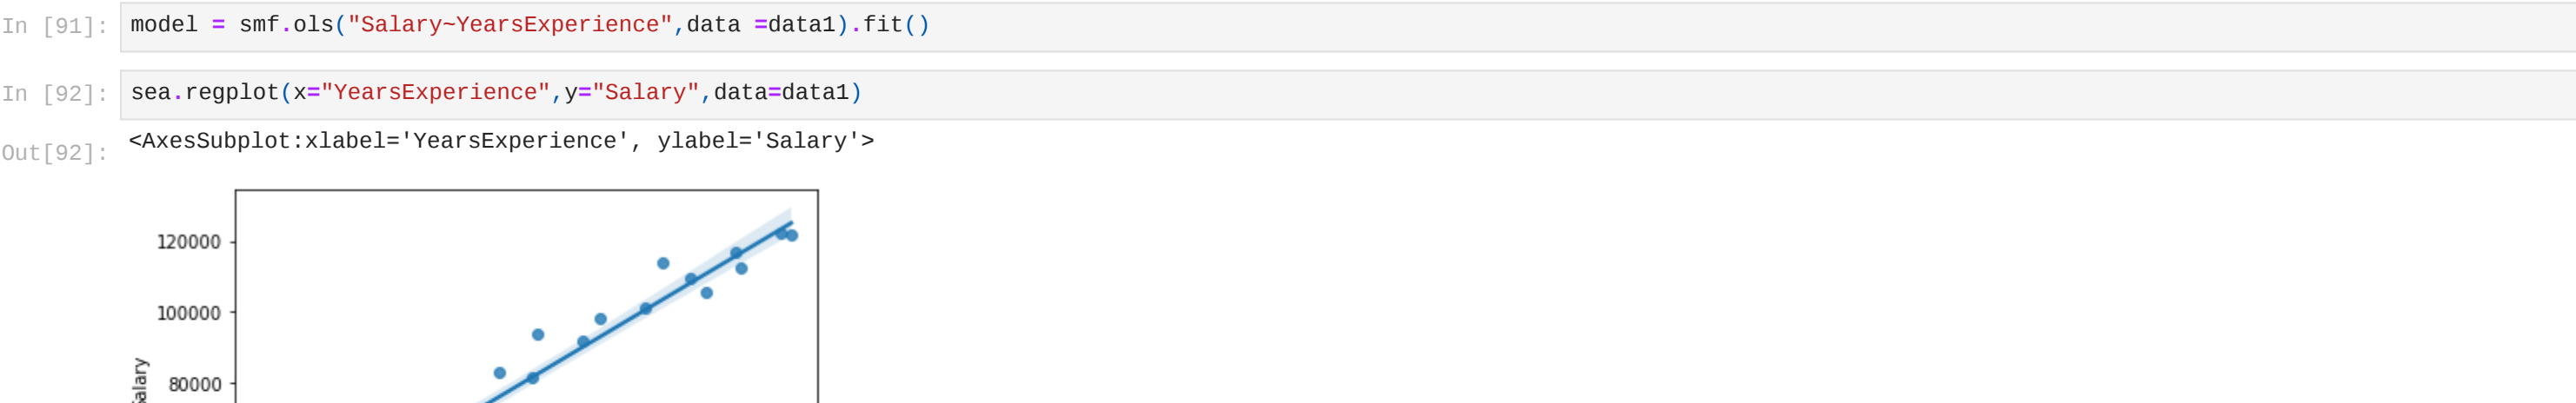 In [91]: model = smf.ols("Salary~YearsExperience",data =data1).fit()
In [92]: sea.regplot(x="YearsExperience",y="Salary",data=data1)
Out[92]: <AxesSubplot:xlabel='YearsExperience', ylabel='Salary'>
120000
100000
80000
Salary